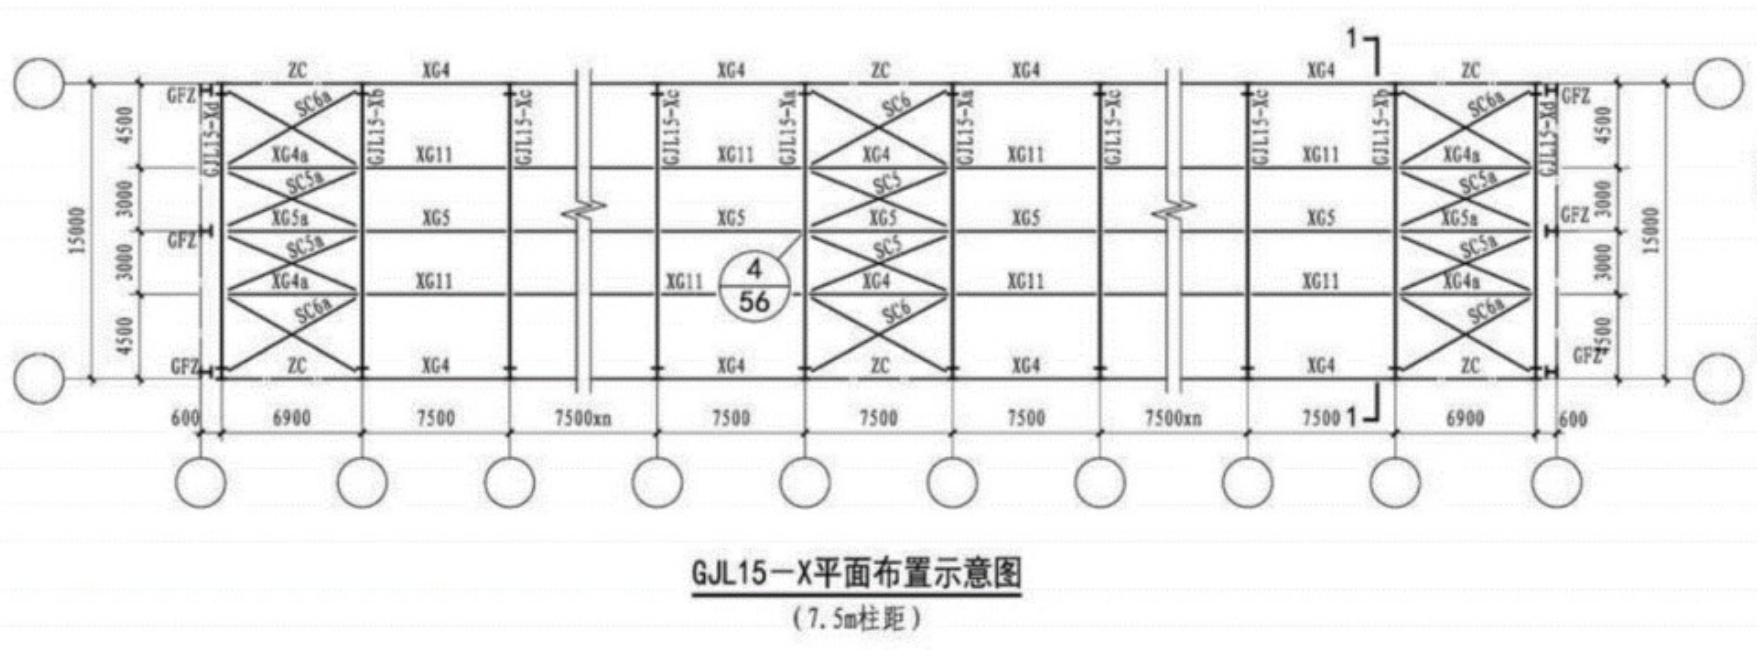 1
ZC XG4 XG4 ZC XG4 XG4 ZC
GFZ GFZ
SC6a SC6 SC6a
GJL15-Xd GJL15-Xb GJL15-Xc GJL15-Xc GJL15-Xa GJL15-Xa GJL15-Xc GJL15-Xc GJL15-Xb GJL15-Xd
4500 4500
XG4a XG11 XG11 XG4 XG11 XG11 XG4a
SC5a SC5 SC5a
3000 3000
15000 15000
XG5a XG5 XG5 XG5 XG5 XG5 XG5a
GFZ GFZ
SC5a SC5 SC5a
3000 3000
4
56
XG4a XG11 XG11 XG4 XG11 XG11 XG4a
SC6a SC6 SC6a
4500
GFZ GFZ
ZC XG4 XG4 ZC XG4 XG4 ZC
600 6900 7500 7500xn 7500 7500 7500 7500xn 7500 1 6900 600
GJL15-X平面布置示意图
(7.5m柱距)